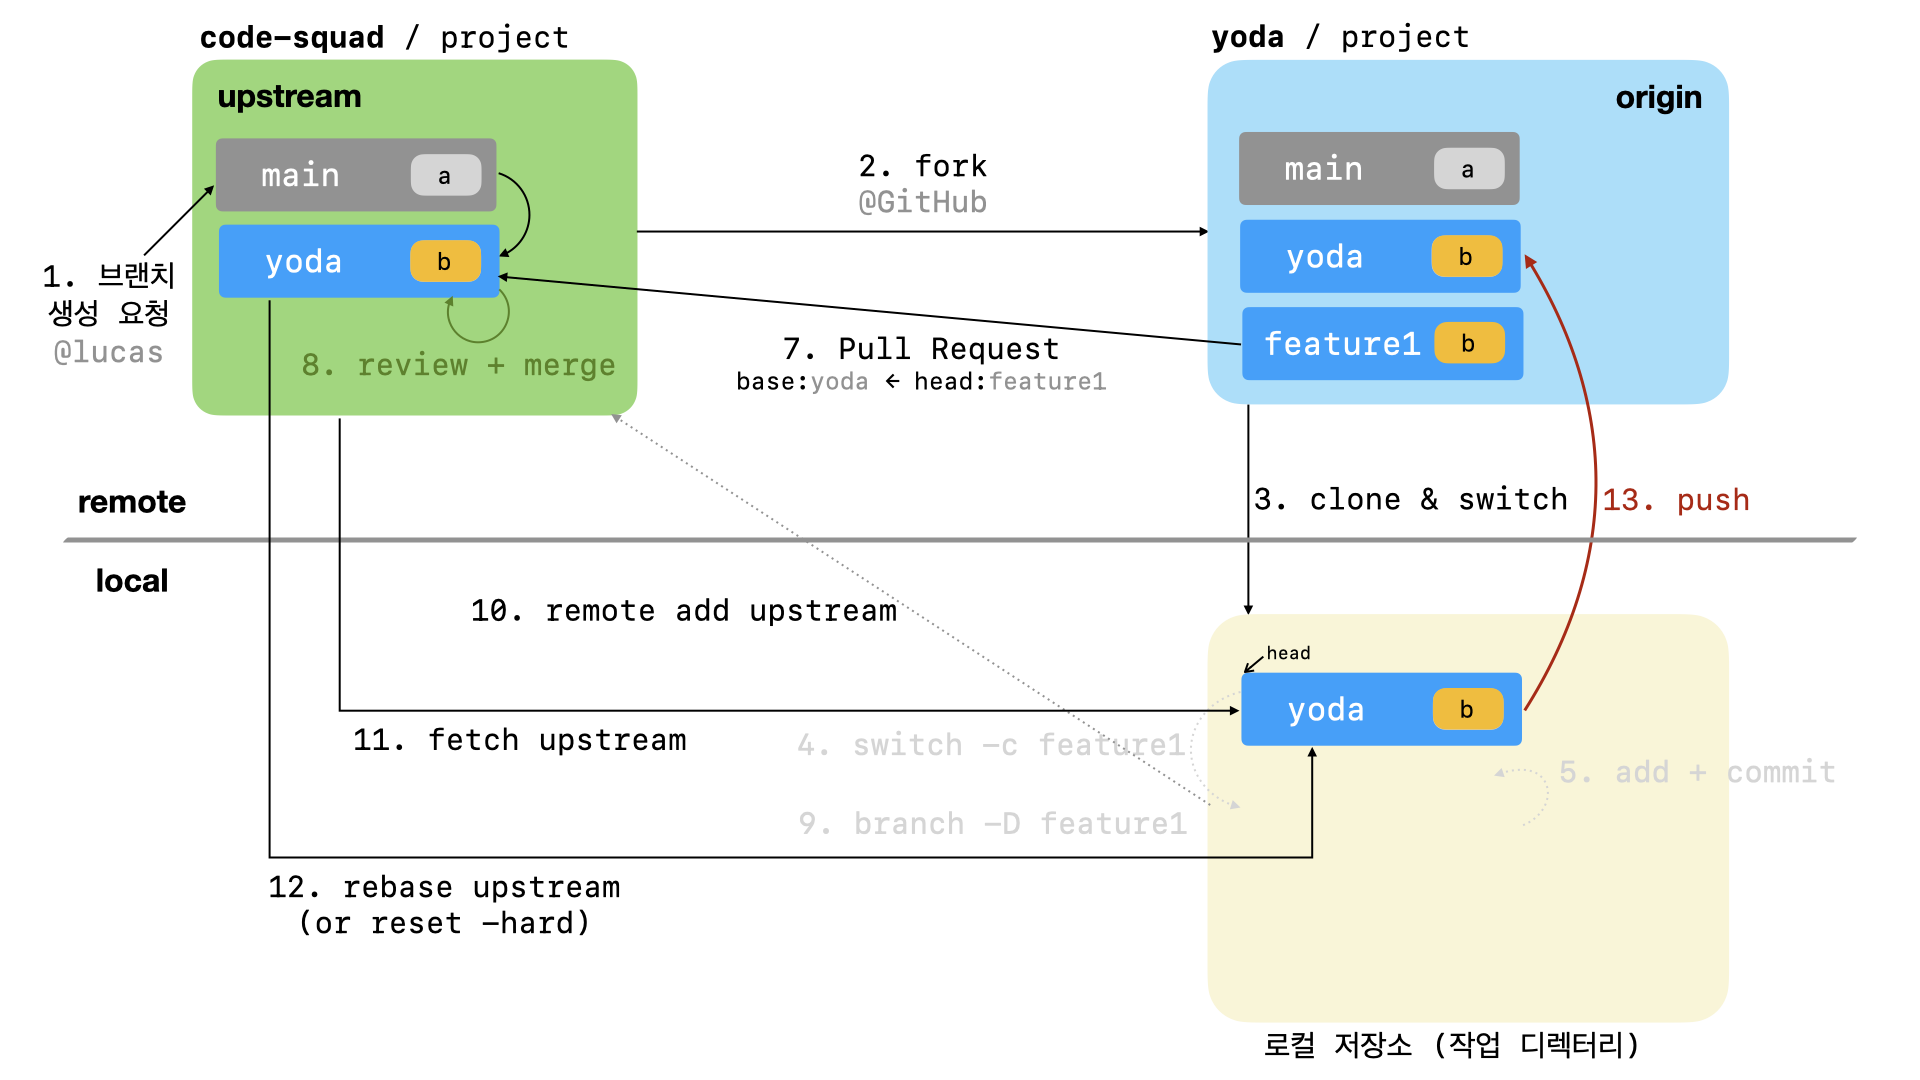 code-squad / project
upstream
main a
yoda b
8. review + merge
1. 브랜치
생성 요청
@lucas
2. fork
@GitHub
7. Pull Request
base:yoda ← head:feature1
yoda / project
origin
main a
yoda b
feature1 b
remote
3. clone & switch
13. push
local
10. remote add upstream
head
yoda b
11. fetch upstream
4. switch -c feature1
5. add + commit
9. branch -D feature1
12. rebase upstream
(or reset -hard)
로컬 저장소 (작업 디렉터리)